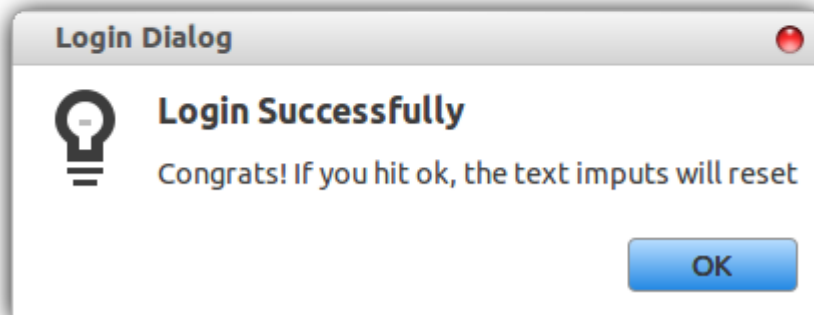 Login Dialog
Login Successfully
Congrats! If you hit ok, the text imputs will reset
OK